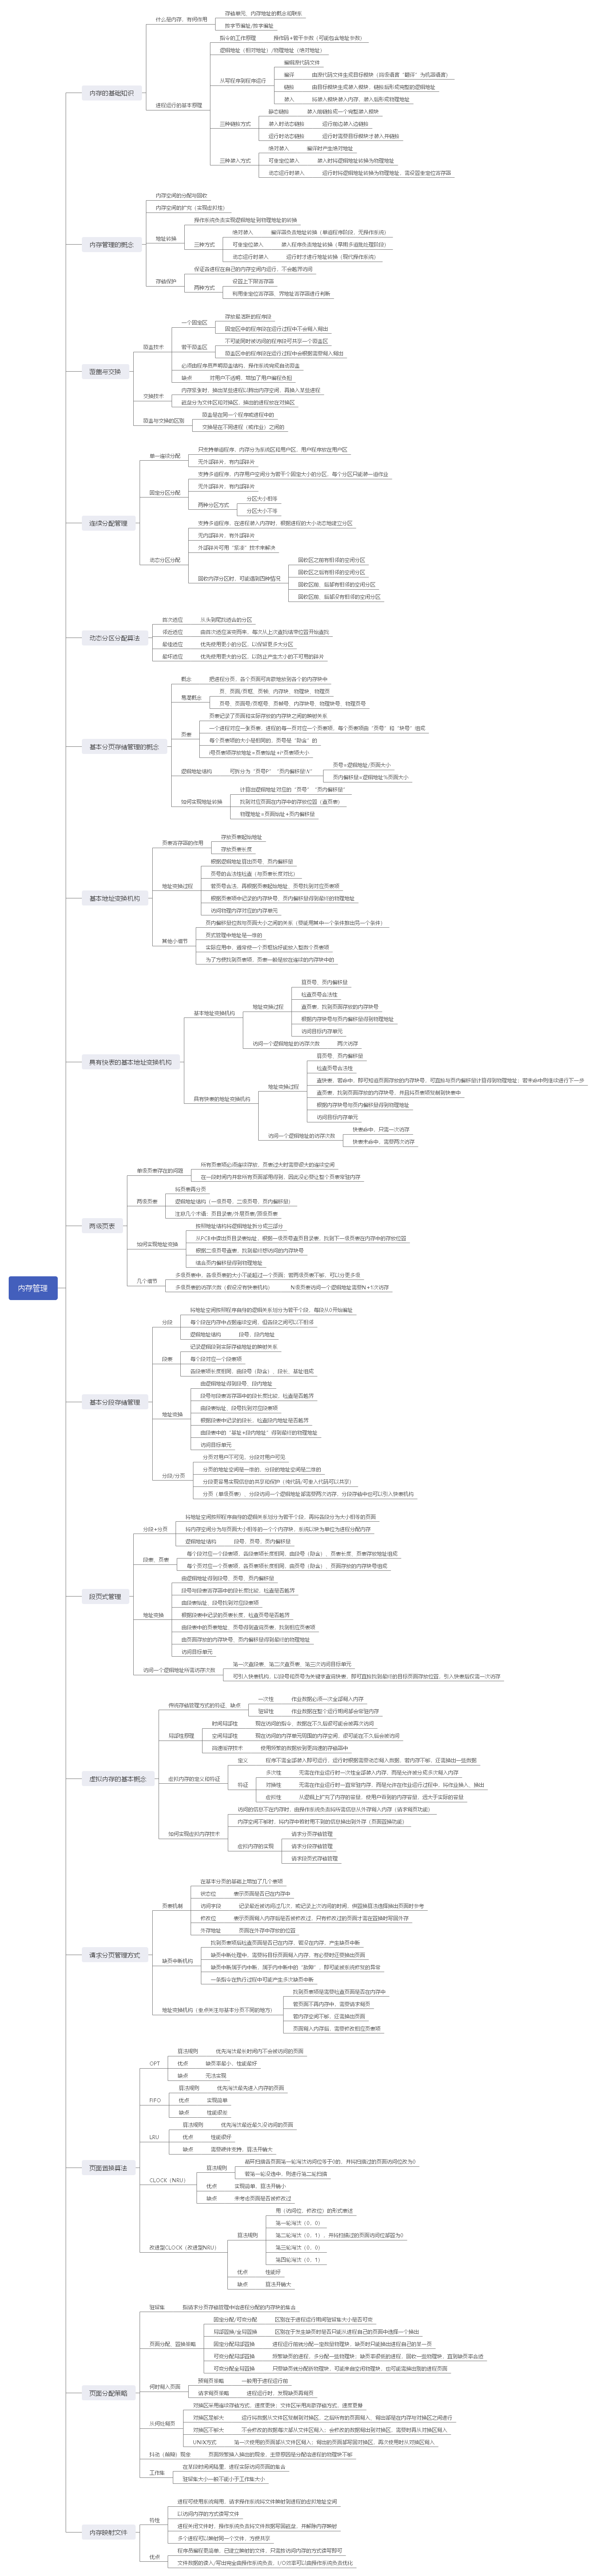 内存管理
内存的基础知识
什么是内存，有何作用
存储单元、内存地址的概念和联系
按字节编址/按字编址
进程运行的基本原理
指令的工作原理 操作码+若干参数（可能包含地址参数）
逻辑地址（相对地址）/物理地址（绝对地址）
从写程序到程序运行
编辑源代码文件
编译 由源代码文件生成目标模块（高级语言“翻译”为机器语言）
链接 由目标模块生成装入模块，链接后形成完整的逻辑地址
装入 将装入模块装入内存，装入后形成物理地址
三种链接方式
静态链接 装入前链接成一个完整装入模块
装入时动态链接 运行前边装入边链接
运行时动态链接 运行时需要目标模块才装入并链接
三种装入方式
绝对装入 编译时产生绝对地址
可重定位装入 装入时将逻辑地址转换为物理地址
动态运行时装入 运行时将逻辑地址转换为物理地址，需设置重定位寄存器
内存管理的概念
内存空间的分配与回收
内存空间的扩充（实现虚拟性）
地址转换
操作系统负责实现逻辑地址到物理地址的转换
三种方式
绝对装入 编译器负责地址转换（单道程序阶段，无操作系统）
可重定位装入 装入程序负责地址转换（早期多道批处理阶段）
动态运行时装入 运行时才进行地址转换（现代操作系统）
存储保护
保证各进程在自己的内存空间内运行，不会越界访问
两种方式
设置上下限寄存器
利用重定位寄存器、界地址寄存器进行判断
覆盖与交换
覆盖技术
一个固定区
存放最活跃的程序段
固定区中的程序段在运行过程中不会调入调出
若干覆盖区
不可能同时被访问的程序段可共享一个覆盖区
覆盖区中的程序段在运行过程中会根据需要调入调出
必须由程序员声明覆盖结构，操作系统完成自动覆盖
缺点 对用户不透明，增加了用户编程负担
交换技术
内存紧张时，换出某些进程以腾出内存空间，再换入某些进程
磁盘分为文件区和对换区，换出的进程放在对换区
覆盖与交换的区别
覆盖是在同一个程序或进程中的
交换是在不同进程（或作业）之间的
连续分配管理
单一连续分配
只支持单道程序，内存分为系统区和用户区，用户程序放在用户区
无外部碎片，有内部碎片
固定分区分配
支持多道程序，内存用户空间分为若干个固定大小的分区，每个分区只能装一道作业
无外部碎片，有内部碎片
两种分区方式
分区大小相等
分区大小不等
动态分区分配
支持多道程序，在进程装入内存时，根据进程的大小动态地建立分区
无内部碎片，有外部碎片
外部碎片可用“紧凑”技术来解决
回收内存分区时，可能遇到四种情况
回收区之后有相邻的空闲分区
回收区之前有相邻的空闲分区
回收区前、后都有相邻的空闲分区
回收区前、后都没有相邻的空闲分区
动态分区分配算法
首次适应 从头到尾找适合的分区
邻近适应 由首次适应演变而来，每次从上次查找结束位置开始查找
最佳适应 优先使用更小的分区，以保留更多大分区
最坏适应 优先使用更大的分区，以防止产生太小的不可用的碎片
基本分页存储管理的概念
概念 把进程分页，各个页面可离散地放到各个的内存块中
易混概念
页、页面/页框、页帧、内存块、物理块、物理页
页号、页面号/页框号、页帧号、内存块号、物理块号、物理页号
页表
页表记录了页面和实际存放的内存块之间的映射关系
一个进程对应一张页表，进程的每一页对应一个页表项，每个页表项由“页号”和“块号”组成
每个页表项的大小是相同的，页号是“隐含”的
i号页表项存放地址=页表始址+i*页表项大小
逻辑地址结构 可拆分为“页号P”“页内偏移量W”
页号=逻辑地址/页面大小
页内偏移量=逻辑地址%页面大小
如何实现地址转换
计算出逻辑地址对应的“页号”“页内偏移量”
找到对应页面在内存中的存放位置（查页表）
物理地址=页面始址+页内偏移量
基本地址变换机构
页表寄存器的作用
存放页表起始地址
存放页表长度
地址变换过程
根据逻辑地址算出页号、页内偏移量
页号的合法性检查（与页表长度对比）
若页号合法，再根据页表起始地址、页号找到对应页表项
根据页表项中记录的内存块号、页内偏移量得到最终的物理地址
访问物理内存对应的内存单元
其他小细节
页内偏移量位数与页面大小之间的关系（要能用其中一个条件推出另一个条件）
页式管理中地址是一维的
实际应用中，通常使一个页框恰好能放入整数个页表项
为了方便找到页表项，页表一般是放在连续的内存块中的
具有快表的基本地址变换机构
基本地址变换机构
地址变换过程
算页号、页内偏移量
检查页号合法性
查页表，找到页面存放的内存块号
根据内存块号与页内偏移量得到物理地址
访问目标内存单元
访问一个逻辑地址的访存次数 两次访存
具有快表的地址变换机构
地址变换过程
算页号、页内偏移量
检查页号合法性
查快表，若命中，即可知道页面存放的内存块号，可直接与页内偏移量计算得到物理地址；若未命中则继续进行下一步
查页表，找到页面存放的内存块号，并且将页表项复制到快表中
根据内存块号与页内偏移量得到物理地址
访问目标内存单元
访问一个逻辑地址的访存次数
快表命中，只需一次访存
快表未命中，需要两次访存
两级页表
单级页表存在的问题
所有页表项必须连续存放，页表过大时需要很大的连续空间
在一段时间内并非所有页面都用得到，因此没必要让整个页表常驻内存
两级页表
将页表再分页
逻辑地址结构（一级页号、二级页号、页内偏移量）
注意几个术语：页目录表/外层页表/顶级页表
如何实现地址变换
按照地址结构将逻辑地址拆分成三部分
从PCB中读出页目录表始址，根据一级页号查页目录表，找到下一级页表在内存中的存放位置
根据二级页号查表，找到最终想访问的内存块号
结合页内偏移量得到物理地址
几个细节
多级页表中，各级页表的大小不能超过一个页面；若两级页表不够，可以分更多级
多级页表的访存次数（假设没有快表机构） N级页表访问一个逻辑地址需要N+1次访存
基本分段存储管理
分段
将地址空间按照程序自身的逻辑关系划分为若干个段，每段从0开始编址
每个段在内存中占据连续空间，但各段之间可以不相邻
逻辑地址结构 段号，段内地址
段表
记录逻辑段到实际存储地址的映射关系
每个段对应一个段表项
各段表项长度相同，由段号（隐含）、段长、基址组成
地址变换
由逻辑地址得到段号、段内地址
段号与段表寄存器中的段长度比较，检查是否越界
由段表始址、段号找到对应段表项
根据段表中记录的段长，检查段内地址是否越界
由段表中的“基址+段内地址”得到最终的物理地址
访问目标单元
分段/分页
分页对用户不可见，分段对用户可见
分页的地址空间是一维的，分段的地址空间是二维的
分段更容易实现信息的共享和保护（纯代码/可重入代码可以共享）
分页（单级页表）、分段访问一个逻辑地址都需要两次访存，分段存储中也可以引入快表机构
段页式管理
分段+分页
将地址空间按照程序自身的逻辑关系划分为若干个段，再将各段分为大小相等的页面
将内存空间分为与页面大小相等的一个个内存块，系统以块为单位为进程分配内存
逻辑地址结构 段号、页号、页内偏移量
段表、页表
每个段对应一个段表项，各段表项长度相同，由段号（隐含）、页表长度、页表存放地址组成
每个页对应一个页表项，各页表项长度相同，由页号（隐含）、页面存放的内存块号组成
地址变换
由逻辑地址得到段号、页号、页内偏移量
段号与段表寄存器中的段长比较，检查是否越界
由段表始址、段号找到对应段表项
根据段表中记录的页表长度，检查页号是否越界
由段表中的页表地址、页号得到查询页表，找到相应页表项
由页面存放的内存块号、页内偏移量得到最终的物理地址
访问目标单元
访问一个逻辑地址所需访存次数
第一次查段表、第二次查页表、第三次访问目标单元
可引入快表机构，以段号和页号为关键字查询快表，即可直接找到最终的目标页面存放位置，引入快表后仅需一次访存
虚拟内存的基本概念
传统存储管理方式的特征、缺点
一次性 作业数据必须一次全部调入内存
驻留性 作业数据在整个运行期间都会常驻内存
局部性原理
时间局部性 现在访问的指令、数据在不久后很可能会被再次访问
空间局部性 现在访问的内存单元周围的内存空间，很可能在不久后会被访问
高速缓存技术 使用频繁的数据放到更高速的存储器中
虚拟内存的定义和特征
定义 程序不需全部装入即可运行，运行时根据需要动态调入数据，若内存不够，还需换出一些数据
特征
多次性 无需在作业运行时一次性全部装入内存，而是允许被分成多次调入内存
对换性 无需在作业运行时一直常驻内存，而是允许在作业运行过程中，将作业换入、换出
虚拟性 从逻辑上扩充了内存的容量，使用户看到的内存容量，远大于实际的容量
如何实现虚拟内存技术
访问的信息不在内存时，由操作系统负责将所需信息从外存调入内存（请求调页功能）
内存空间不够时，将内存中暂时用不到的信息换出到外存（页面置换功能）
虚拟内存的实现
请求分页存储管理
请求分段存储管理
请求段页式存储管理
请求分页管理方式
页表机制
在基本分页的基础上增加了几个表项
状态位 表示页面是否已在内存中
访问字段 记录最近被访问过几次，或记录上次访问的时间，供置换算法选择换出页面时参考
修改位 表示页面调入内存后是否被修改过，只有修改过的页面才需在置换时写回外存
外存地址 页面在外存中存放的位置
缺页中断机构
找到页表项后检查页面是否已在内存，若没在内存，产生缺页中断
缺页中断处理中，需要将目标页面调入内存，有必要时还要换出页面
缺页中断属于内中断，属于内中断中的“故障”，即可能被系统修复的异常
一条指令在执行过程中可能产生多次缺页中断
地址变换机构（重点关注与基本分页不同的地方）
找到页表项是需要检查页面是否在内存中
若页面不再内存中，需要请求调页
若内存空间不够，还需换出页面
页面调入内存后，需要修改相应页表项
页面置换算法
OPT
算法规则 优先淘汰最长时间内不会被访问的页面
优点 缺页率最小，性能最好
缺点 无法实现
FIFO
算法规则 优先淘汰最先进入内存的页面
优点 实现简单
缺点 性能很差
LRU
算法规则 优先淘汰最近最久没访问的页面
优点 性能很好
缺点 需要硬件支持，算法开销大
CLOCK（NRU）
算法规则
循环扫描各页面第一轮淘汰访问位等于0的，并将扫描过的页面访问位改为0
若第一轮没选中，则进行第二轮扫描
优点 实现简单，算法开销小
缺点 未考虑页面是否被修改过
改进型CLOCK（改进型NRU）
算法规则
用（访问位，修改位）的形式表述
第一轮淘汰（0，0）
第二轮淘汰（0，1），并将扫描过的页面访问位都置为0
第三轮淘汰（0，0）
第四轮淘汰（0，1）
优点 性能好
缺点 算法开销大
页面分配策略
驻留集 指请求分页存储管理中给进程分配的内存块的集合
页面分配、置换策略
固定分配/可变分配 区别在于进程运行期间驻留集大小是否可变
局部置换/全局置换 区别在于发生缺页时是否只能从进程自己的页面中选择一个换出
固定分配局部置换 进程运行前就分配一定数量物理块，缺页时只能换出进程自己的某一页
可变分配局部置换 频繁缺页的进程，多分配一些物理块；缺页率很低的进程，回收一些物理块，直到缺页率合适
可变分配全局置换 只要缺页就分配新物理块，可能来自空闲物理块，也可能需换出别的进程页面
何时调入页面
预调页策略 一般用于进程运行前
请求调页策略 进程运行时，发现缺页再调页
从何处调页
对换区采用连续存储方式，速度更快；文件区采用离散存储方式，速度更慢
对换区足够大 运行将数据从文件区复制到对换区，之后所有的页面调入、调出都是在内存与对换区之间进行
对换区不够大 不会修改的数据每次都从文件区调入；会修改的数据调出到对换区，需要时再从对换区调入
UNIX方式 第一次使用的页面都从文件区调入；调出的页面都写回对换区，再次使用时从对换区调入
抖动（颠簸）现象 页面频繁换入换出的现象，主要原因是分配给进程的物理块不够
工作集
在某段时间间隔里，进程实际访问页面的集合
驻留集大小一般不能小于工作集大小
内存映射文件
特性
进程可使用系统调用，请求操作系统将文件映射到进程的虚拟地址空间
以访问内存的方式读写文件
进程关闭文件时，操作系统负责将文件数据写回磁盘，并解除内存映射
多个进程可以映射同一个文件，方便共享
优点
程序员编程更简单，已建立映射的文件，只需按访问内存的方式读写即可
文件数据的读入/写出完全由操作系统负责，I/O效率可以由操作系统负责优化